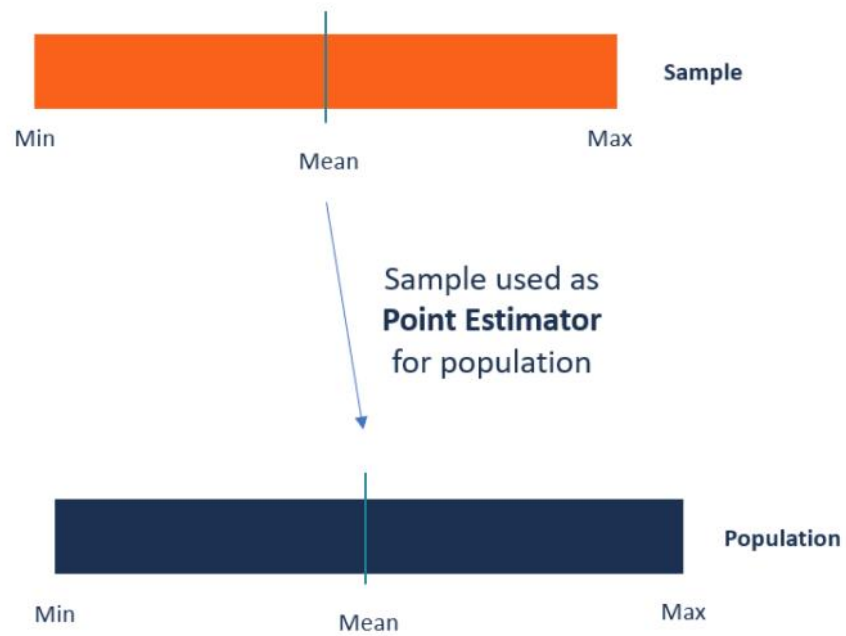 Sample
Min
Max
Mean
Sample used as
Point Estimator
for population
Population
Min
Mean
Max